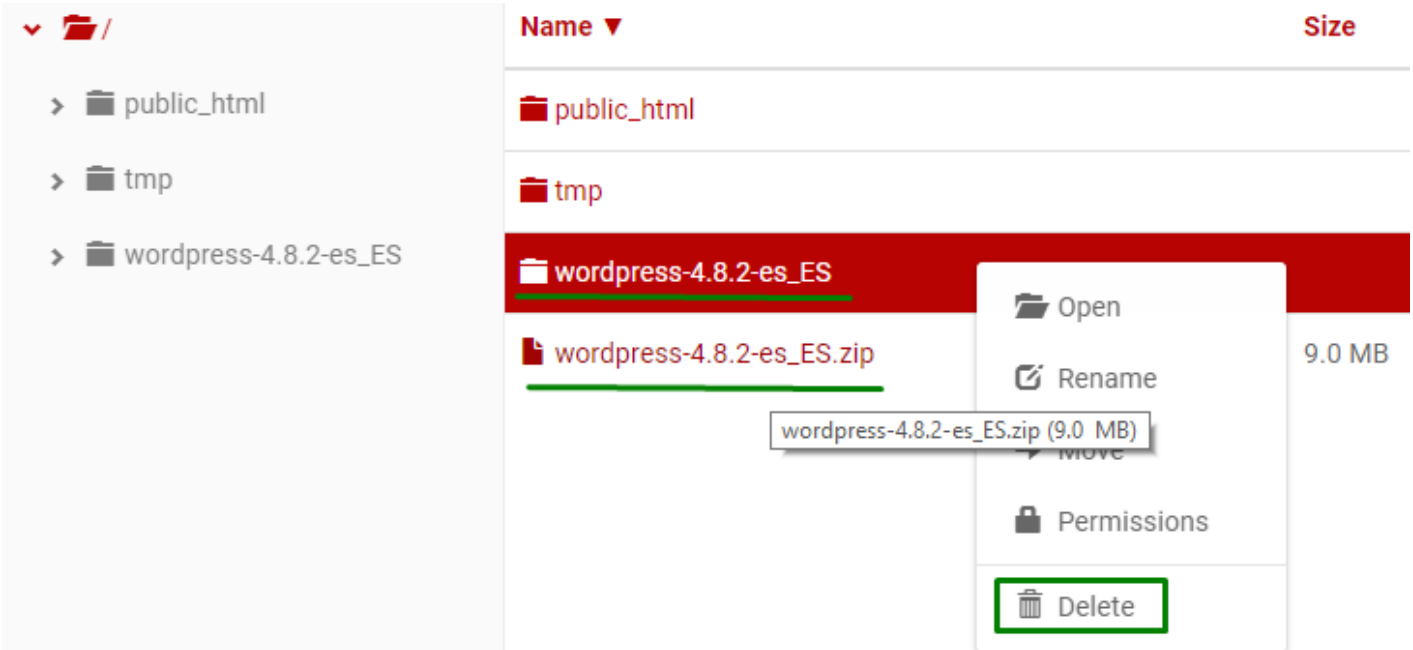 /
public_html
tmp
wordpress-4.8.2-es_ES
Name ▼ Size
public_html
tmp
wordpress-4.8.2-es_ES
wordpress-4.8.2-es_ES.zip 9.0 MB
Open
Rename
wordpress-4.8.2-es_ES.zip (9.0 MB)
Move
Permissions
Delete